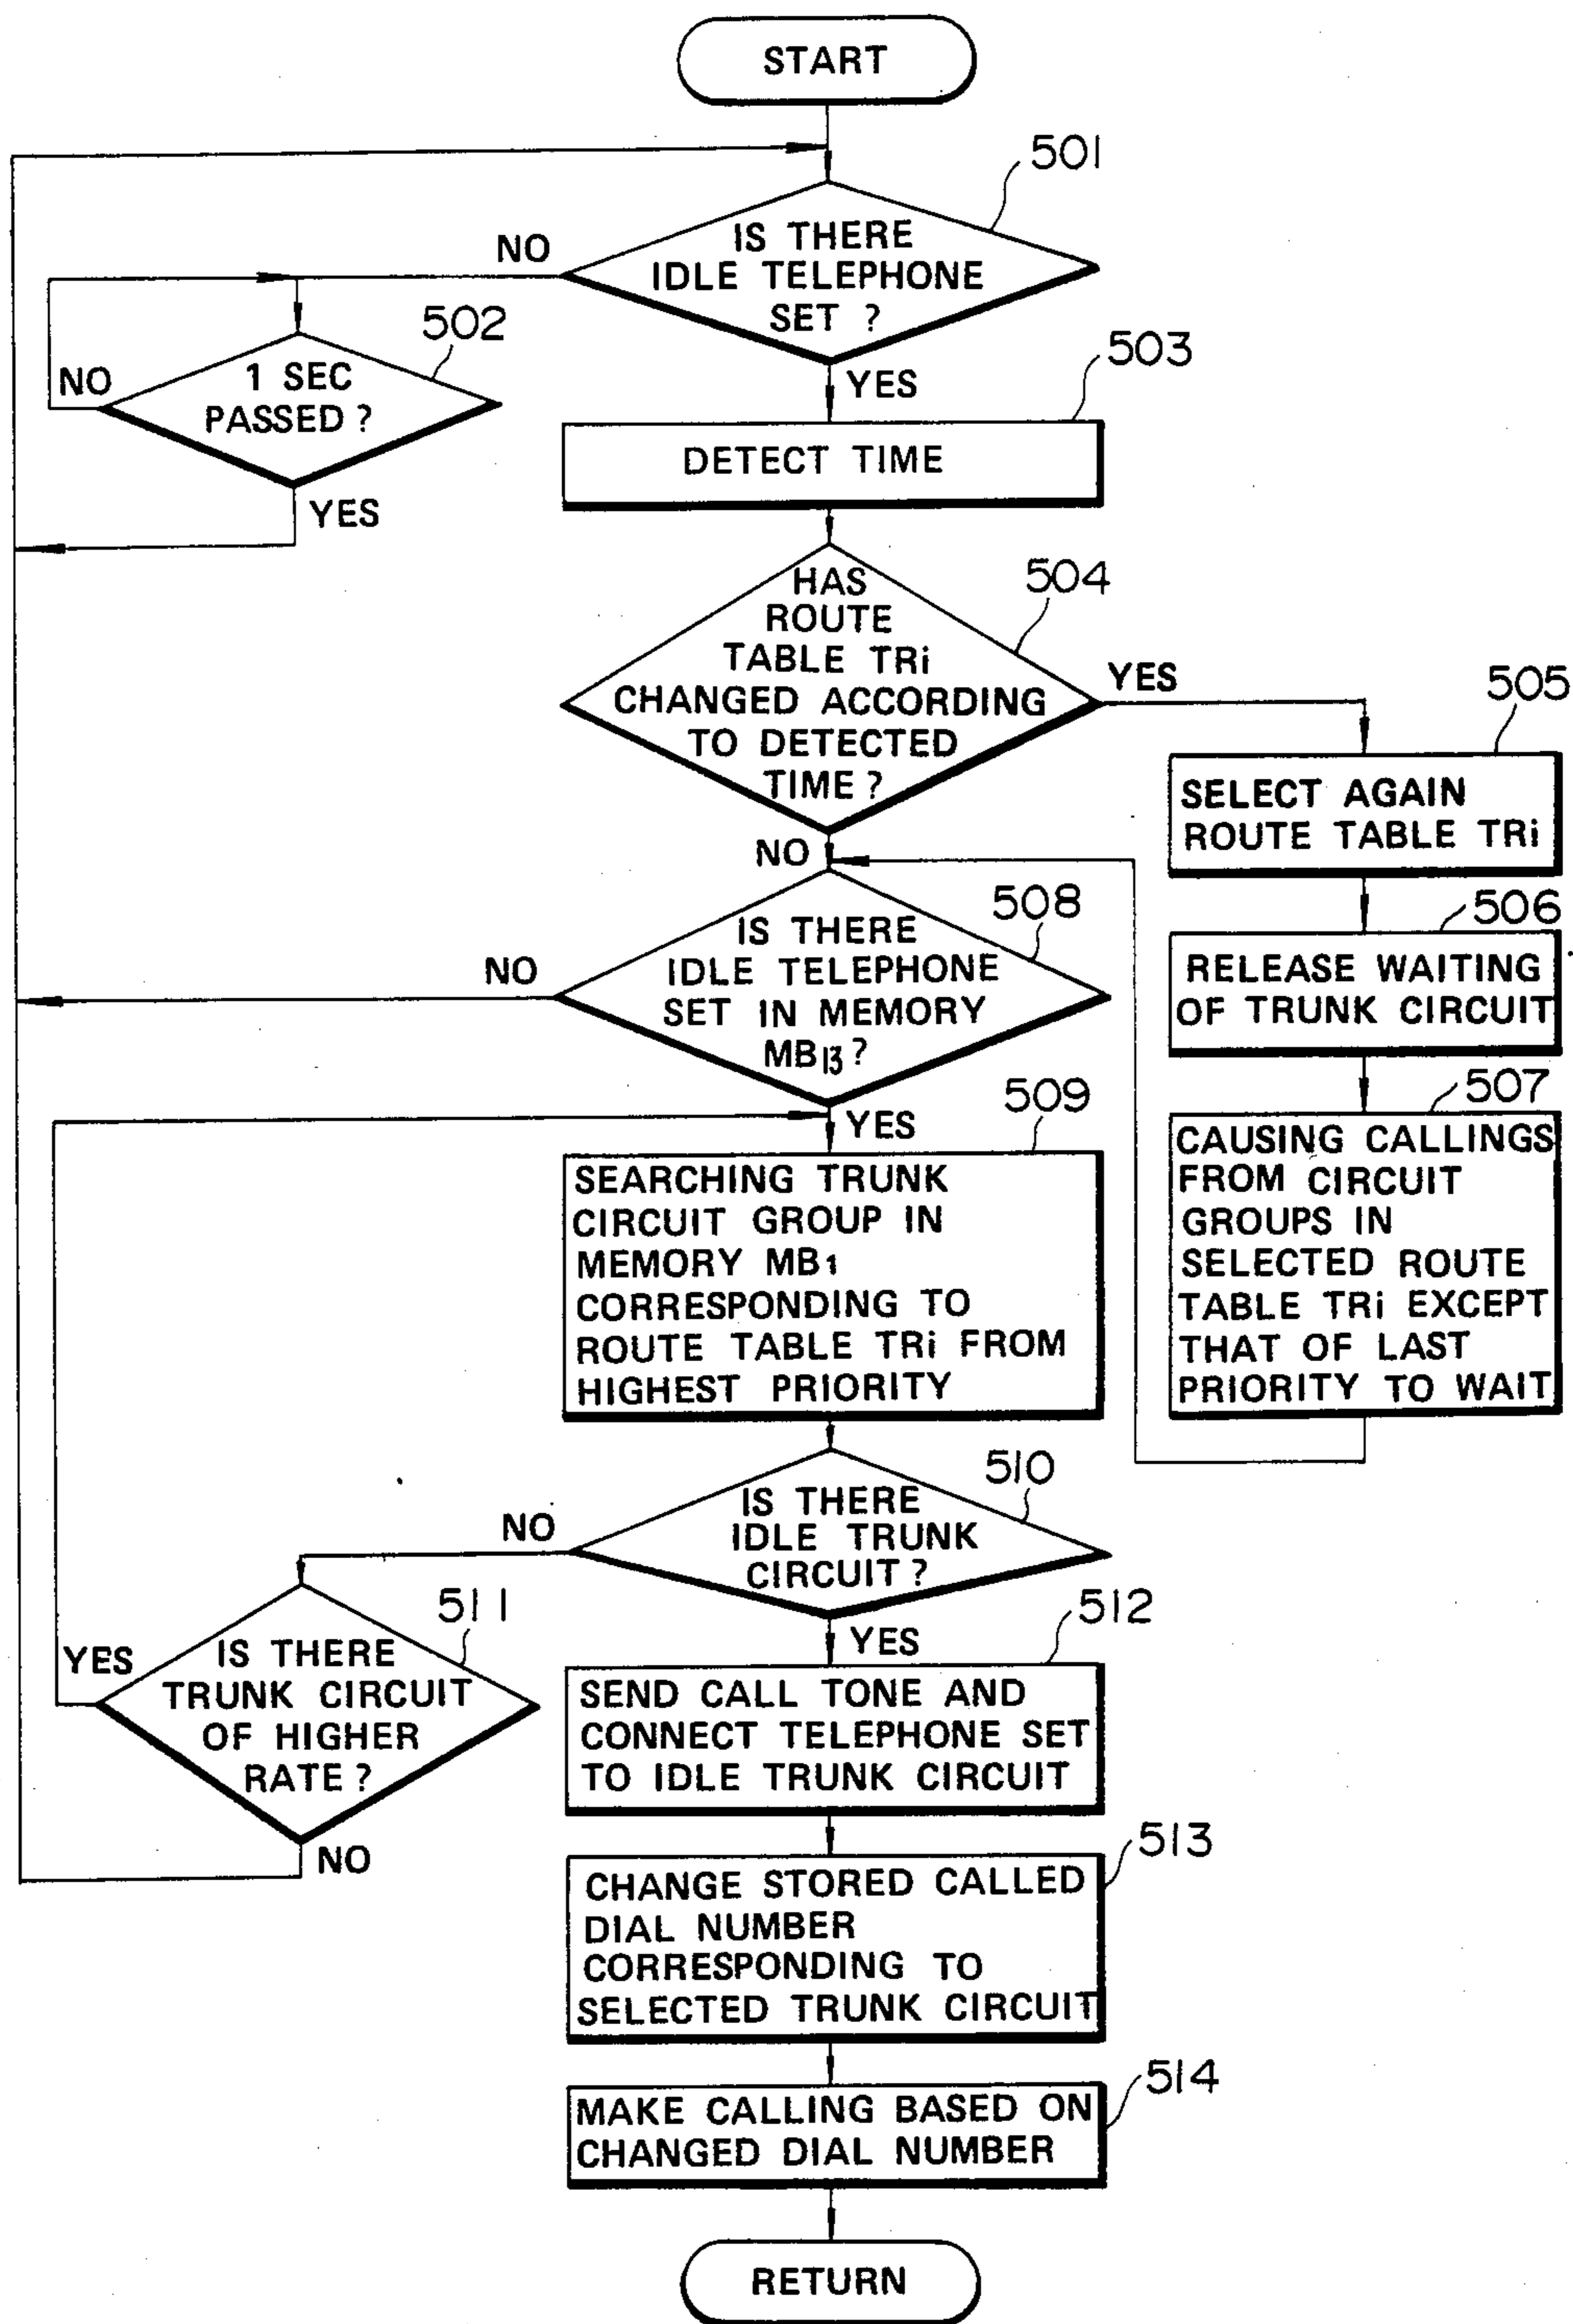 START
501
IS THERE
IDLE TELEPHONE
SET ?
NO
502
1 SEC
PASSED ?
NO
YES
YES
503
DETECT TIME
504
HAS
ROUTE
TABLE TRi
CHANGED ACCORDING
TO DETECTED
TIME ?
YES
NO
505
SELECT AGAIN
ROUTE TABLE TRi
506
RELEASE WAITING
OF TRUNK CIRCUIT
507
CAUSING CALLINGS
FROM CIRCUIT
GROUPS IN
SELECTED ROUTE
TABLE TRi EXCEPT
THAT OF LAST
PRIORITY TO WAIT
508
IS THERE
IDLE TELEPHONE
SET IN MEMORY
MB13 ?
NO
YES
509
SEARCHING TRUNK
CIRCUIT GROUP IN
MEMORY MB1
CORRESPONDING TO
ROUTE TABLE TRi FROM
HIGHEST PRIORITY
510
IS THERE
IDLE TRUNK
CIRCUIT ?
NO
YES
511
IS THERE
TRUNK CIRCUIT
OF HIGHER
RATE ?
YES
NO
512
SEND CALL TONE AND
CONNECT TELEPHONE SET
TO IDLE TRUNK CIRCUIT
513
CHANGE STORED CALLED
DIAL NUMBER
CORRESPONDING TO
SELECTED TRUNK CIRCUIT
514
MAKE CALLING BASED ON
CHANGED DIAL NUMBER
RETURN